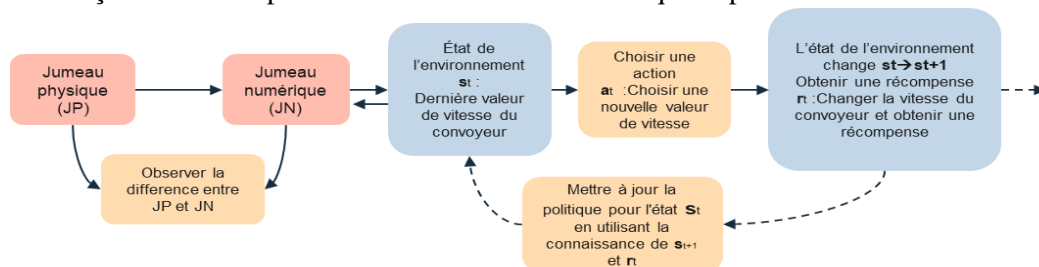 Jumeau
physique
(JP)
Jumeau
numérique
(JN)
Observer la
difference entre
JP et JN
État de
l'environnement
st :
Dernière valeur
de vitesse du
convoyeur
Choisir une
action
at :Choisir une
nouvelle valeur
de vitesse
L'état de l'environnement
change st→st+1
Obtenir une récompense
rt :Changer la vitesse du
convoyeur et obtenir une
récompense
Mettre à jour la
politique pour l'état st
en utilisant la
connaissance de st+1
et rt